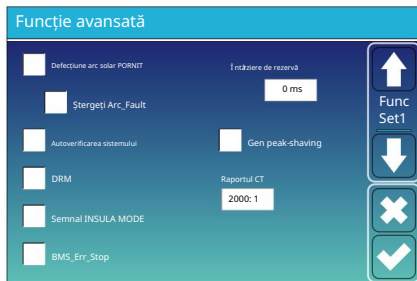 Funcție avansată
Defecțiune arc solar PORNIT
Întârziere de rezervă
0 ms
Ștergeți Arc_Fault
Func
Set1
Autoverificarea sistemului
Gen peak-shaving
DRM
Raportul CT
2000: 1
Semnal INSULA MODE
BMS_Err_Stop